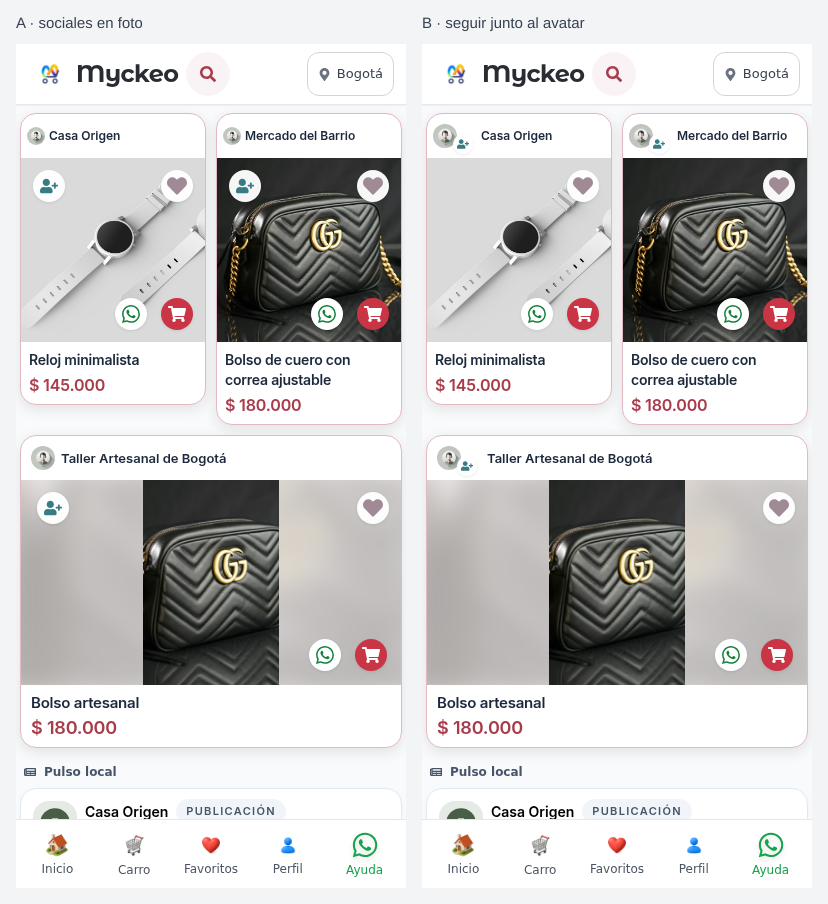 A · sociales en foto
Myckeo
Bogotá
Casa Origen
Mercado del Barrio
Reloj minimalista
$ 145.000
Bolso de cuero con
correa ajustable
$ 180.000
Taller Artesanal de Bogotá
Bolso artesanal
$ 180.000
Pulso local
Casa Origen
PUBLICACIÓN
Inicio
Carro
Favoritos
Perfil
Ayuda
B · seguir junto al avatar
Myckeo
Bogotá
Casa Origen
Mercado del Barrio
Reloj minimalista
$ 145.000
Bolso de cuero con
correa ajustable
$ 180.000
Taller Artesanal de Bogotá
Bolso artesanal
$ 180.000
Pulso local
Casa Origen
PUBLICACIÓN
Inicio
Carro
Favoritos
Perfil
Ayuda